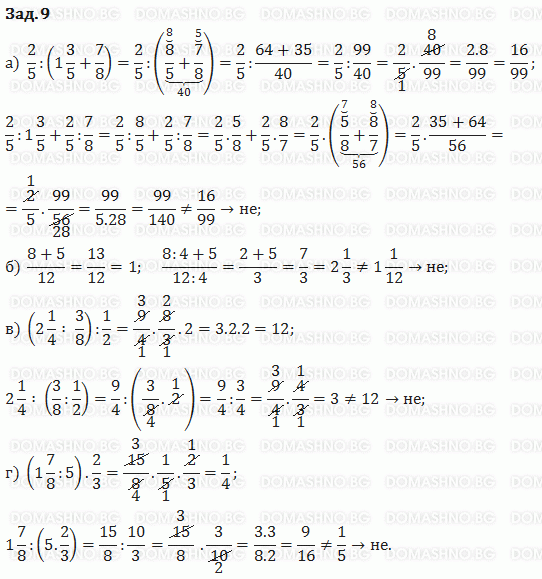 Зад.9
а) 2/5 : (1 3/5 + 7/8) = 2/5 : (8/5 + 7/8) = 2/5 : (64 + 35)/40 = 2/5 : 99/40 = 2/5 . 40/99 = 2.8/99 = 16/99;
2/5 : 1 3/5 + 2/5 : 7/8 = 2/5 : 8/5 + 2/5 : 7/8 = 2/5 . 5/8 + 2/5 . 8/7 = 2/5 . (5/8 + 8/7) = 2/5 . (35 + 64)/56 =
= 2/5 . 99/56 = 99/5.28 = 99/140 ≠ 16/99 → не;
б) (8 + 5)/12 = 13/12 = 1; (8:4 + 5)/(12:4) = (2 + 5)/3 = 7/3 = 2 1/3 ≠ 1 1/12 → не;
в) (2 1/4 : 3/8) : 1/2 = 9/4 . 8/3 . 2 = 3.2.2 = 12;
2 1/4 : (3/8 : 1/2) = 9/4 : (3/8 . 2) = 9/4 : 3/4 = 9/4 . 4/3 = 3 ≠ 12 → не;
г) (1 7/8 : 5) . 2/3 = 15/8 . 1/5 . 2/3 = 1/4;
1 7/8 : (5 . 2/3) = 15/8 : 10/3 = 15/8 . 3/10 = 3.3/8.2 = 9/16 ≠ 1/5 → не.
DOMASHNO.BG